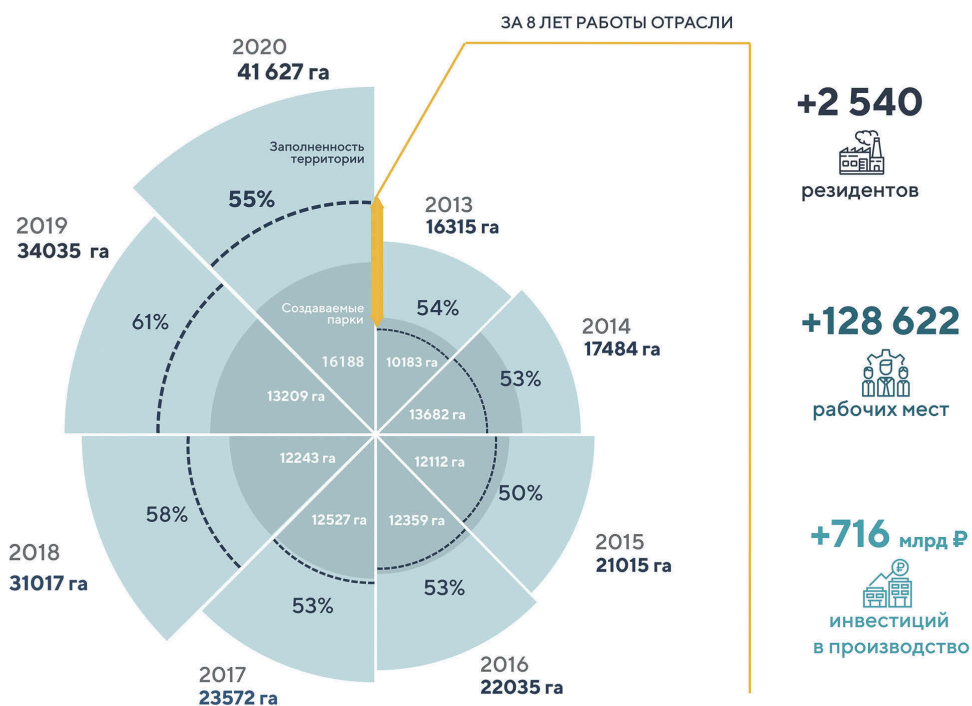 ЗА 8 ЛЕТ РАБОТЫ ОТРАСЛИ
2020
41 627 га
Заполненность
территории
55%
2019
34035 га
61%
2013
16315 га
54%
Создаваемые
парки
16188
10183 га
2014
17484 га
53%
13209 га
13682 га
12243 га
12112 га
50%
2015
21015 га
12527 га
12359 га
58%
2018
31017 га
53%
2017
23572 га
53%
2016
22035 га
+2 540
резидентов
+128 622
рабочих мест
+716 млрд ₽
₽
инвестиций
в производство